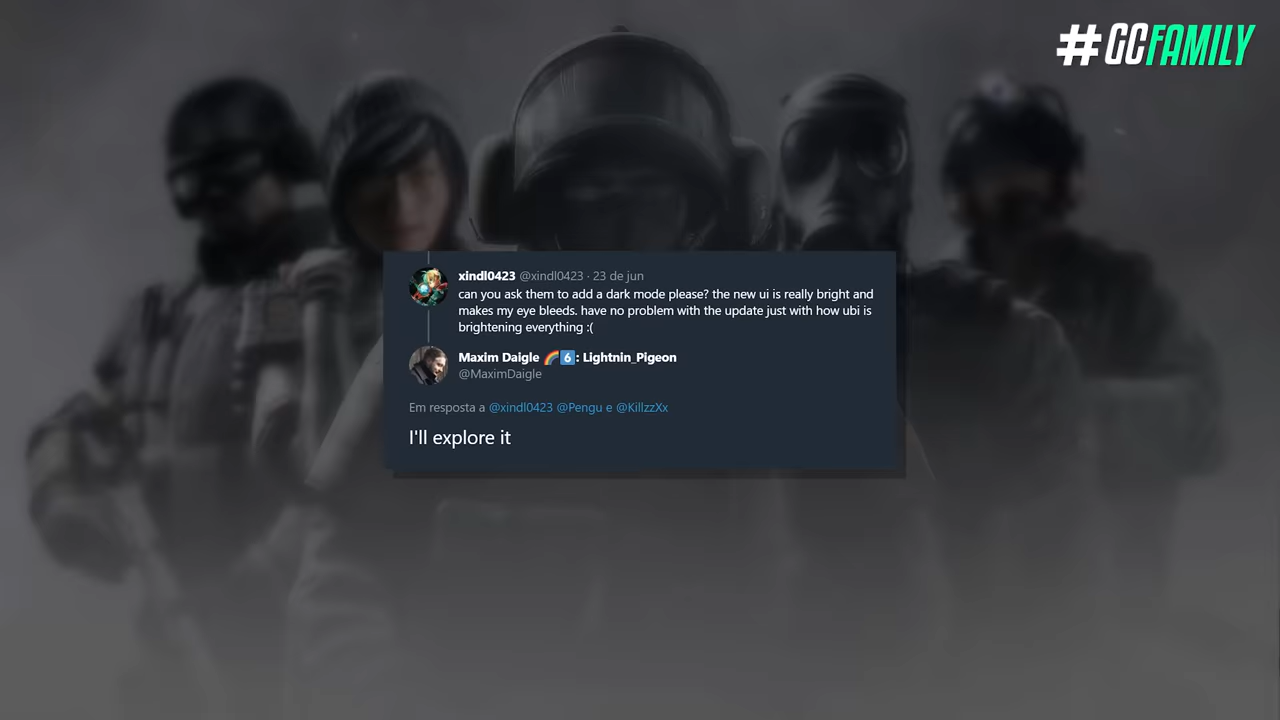 #GCFAMILY
xindl0423 @xindl0423 · 23 de jun
can you ask them to add a dark mode please? the new ui is really bright and
makes my eye bleeds. have no problem with the update just with how ubi is
brightening everything :(
Maxim Daigle 🌈6️⃣: Lightnin_Pigeon
@MaximDaigle
Em resposta a @xindl0423 @Pengu e @KillzzXx
I'll explore it